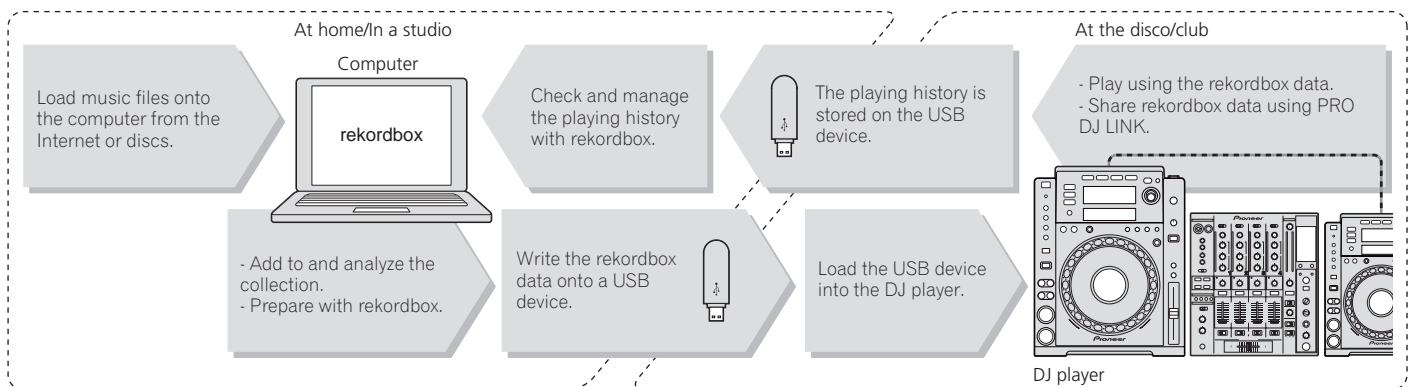 At home/In a studio
At the disco/club
Load music files onto
the computer from the
Internet or discs.
Computer
rekordbox
Check and manage
the playing history
with rekordbox.
The playing history is
stored on the USB
device.
- Play using the rekordbox data.
- Share rekordbox data using PRO
DJ LINK.
- Add to and analyze the
collection.
- Prepare with rekordbox.
Write the rekordbox
data onto a USB
device.
Load the USB device
into the DJ player.
Pioneer
Pioneer
Pioneer
DJ player